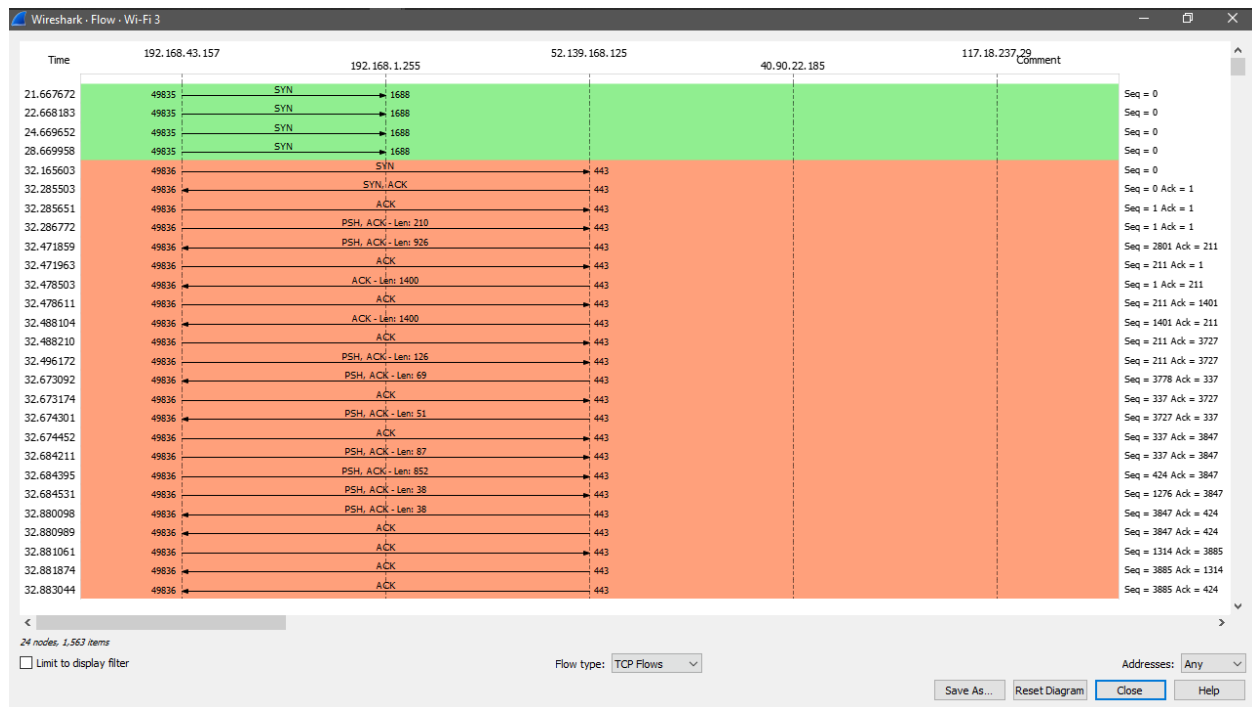 Wireshark · Flow · Wi-Fi 3
Time 192.168.43.157 192.168.1.255 52.139.168.125 40.90.22.185 117.18.237.29 Comment
21.667672 49835 SYN 1688 Seq = 0
22.668183 49835 SYN 1688 Seq = 0
24.669652 49835 SYN 1688 Seq = 0
28.669958 49835 SYN 1688 Seq = 0
32.165603 49836 SYN 443 Seq = 0
32.285503 49836 SYN, ACK 443 Seq = 0 Ack = 1
32.285651 49836 ACK 443 Seq = 1 Ack = 1
32.286772 49836 PSH, ACK - Len: 210 443 Seq = 1 Ack = 1
32.471859 49836 PSH, ACK - Len: 926 443 Seq = 2801 Ack = 211
32.471963 49836 ACK 443 Seq = 211 Ack = 1
32.478503 49836 ACK - Len: 1400 443 Seq = 1 Ack = 211
32.478611 49836 ACK 443 Seq = 211 Ack = 1401
32.488104 49836 ACK - Len: 1400 443 Seq = 1401 Ack = 211
32.488210 49836 ACK 443 Seq = 211 Ack = 3727
32.496172 49836 PSH, ACK - Len: 126 443 Seq = 211 Ack = 3727
32.673092 49836 PSH, ACK - Len: 69 443 Seq = 3778 Ack = 337
32.673174 49836 ACK 443 Seq = 337 Ack = 3727
32.674301 49836 PSH, ACK - Len: 51 443 Seq = 3727 Ack = 337
32.674452 49836 ACK 443 Seq = 337 Ack = 3847
32.684211 49836 PSH, ACK - Len: 87 443 Seq = 337 Ack = 3847
32.684395 49836 PSH, ACK - Len: 852 443 Seq = 424 Ack = 3847
32.684531 49836 PSH, ACK - Len: 38 443 Seq = 1276 Ack = 3847
32.880098 49836 PSH, ACK - Len: 38 443 Seq = 3847 Ack = 424
32.880989 49836 ACK 443 Seq = 3847 Ack = 424
32.881061 49836 ACK 443 Seq = 1314 Ack = 3885
32.881874 49836 ACK 443 Seq = 3885 Ack = 1314
32.883044 49836 ACK 443 Seq = 3885 Ack = 424
24 nodes, 1,563 items
Limit to display filter Flow type: TCP Flows Addresses: Any
Save As... Reset Diagram Close Help